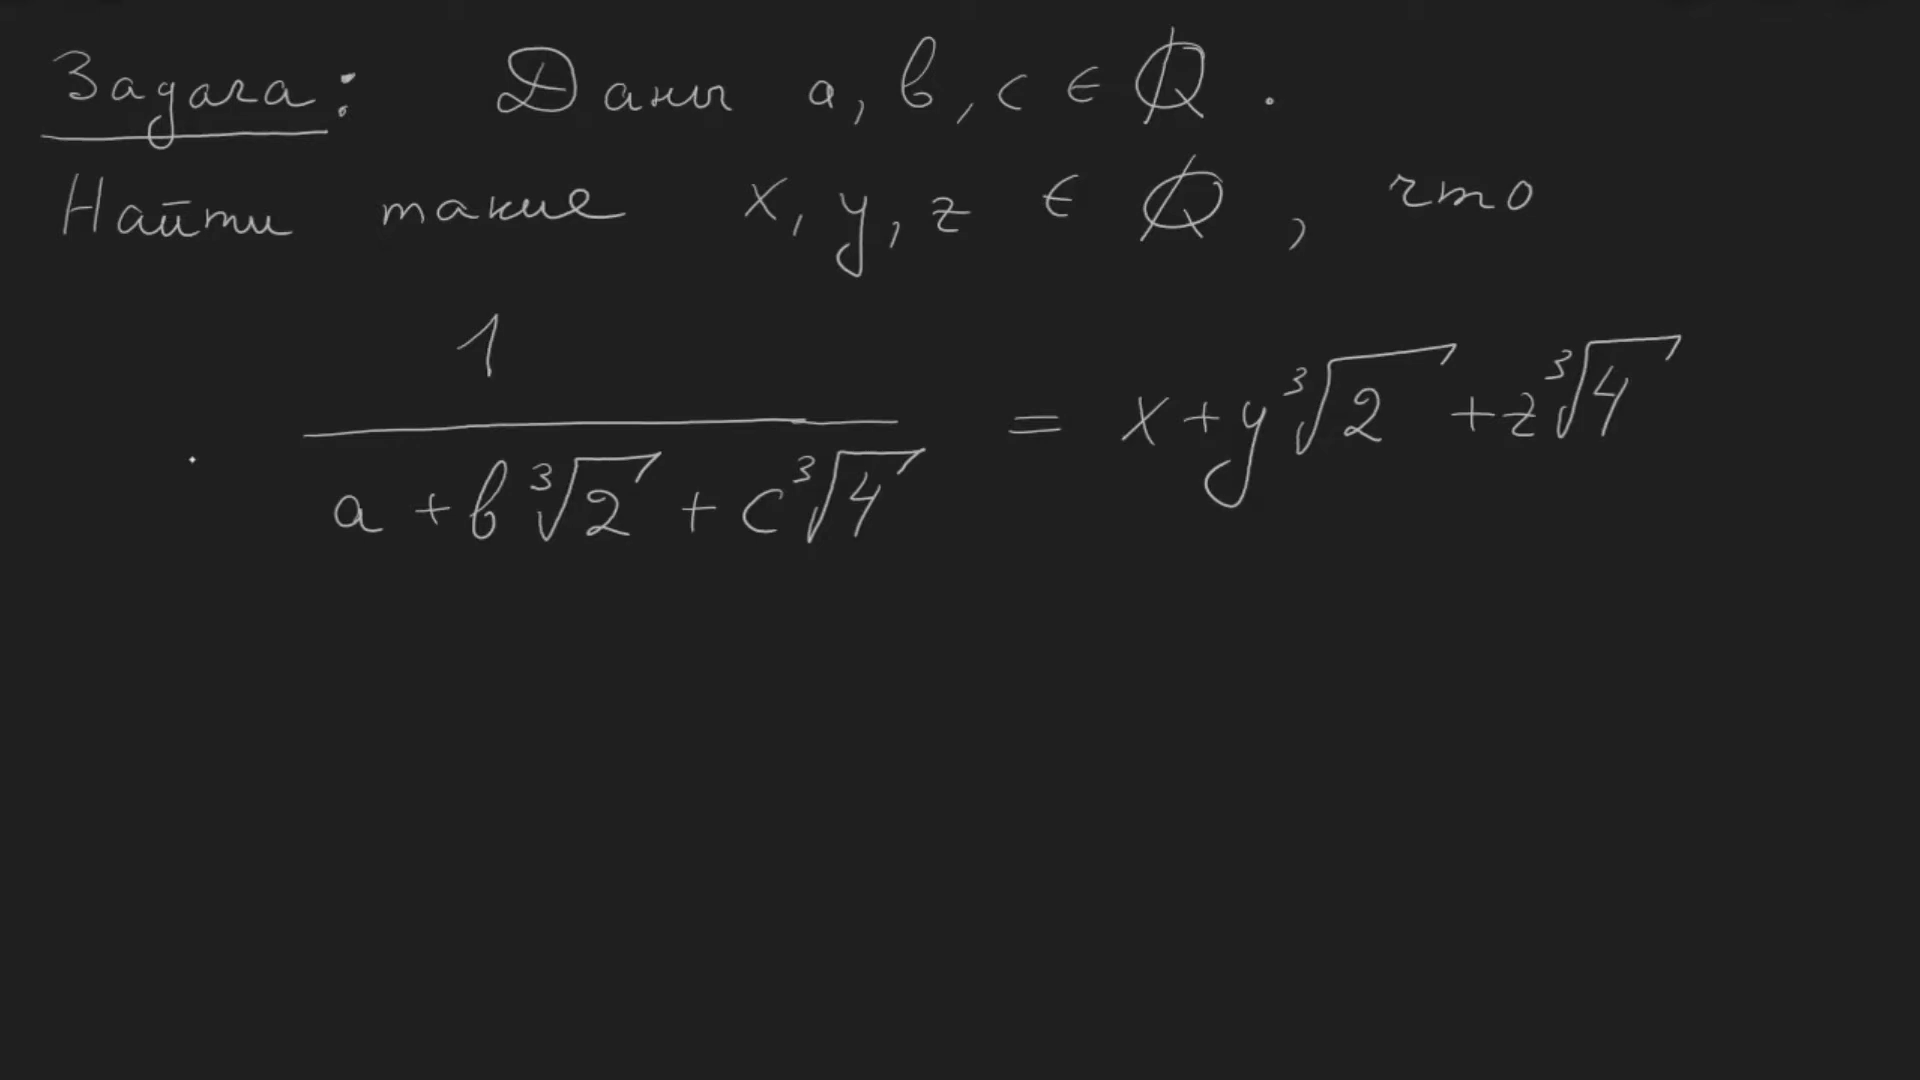 Задача: Даны a, b, c ∈ ℚ.
Найти такие x, y, z ∈ ℚ, что
1 / (a + b∛2 + c∛4) = x + y∛2 + z∛4